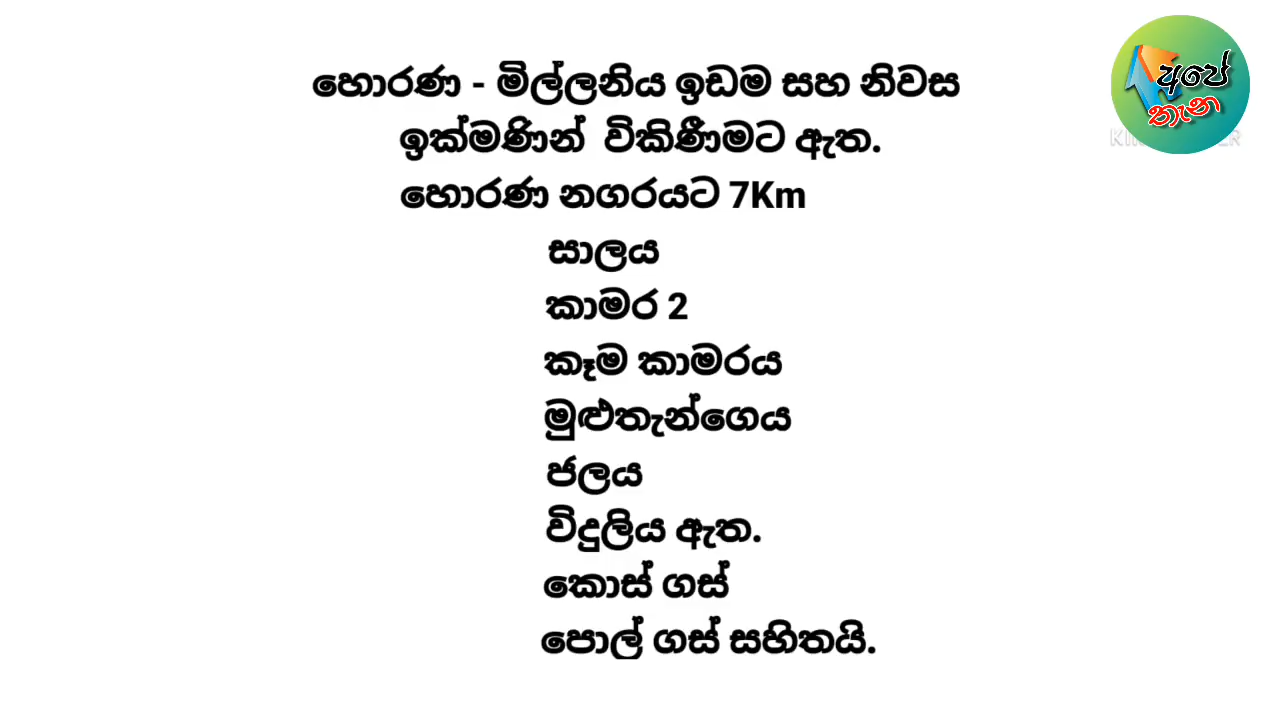 හොරණ - මිල්ලනිය ඉඩම සහ නිවස
ඉක්මණින් විකිණීමට ඇත.
හොරණ නගරයට 7Km
සාලය
කාමර 2
කෑම කාමරය
මුළුතැන්ගෙය
ජලය
විදුලිය ඇත.
කොස් ගස්
පොල් ගස් සහිතයි.
අපේ
තැන